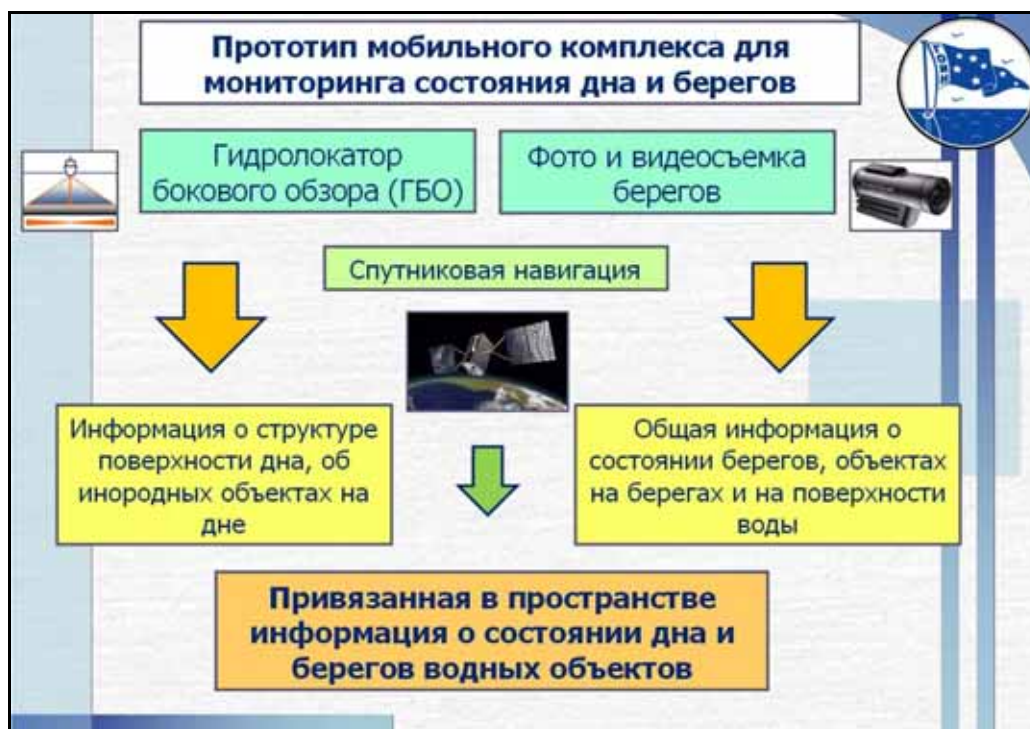 Прототип мобильного комплекса для
мониторинга состояния дна и берегов
Гидролокатор
бокового обзора (ГБО)
Фото и видеосъемка
берегов
Спутниковая навигация
Информация о структуре
поверхности дна, об
инородных объектах на
дне
Общая информация о
состоянии берегов, объектах
на берегах и на поверхности
воды
Привязанная в пространстве
информация о состоянии дна и
берегов водных объектов